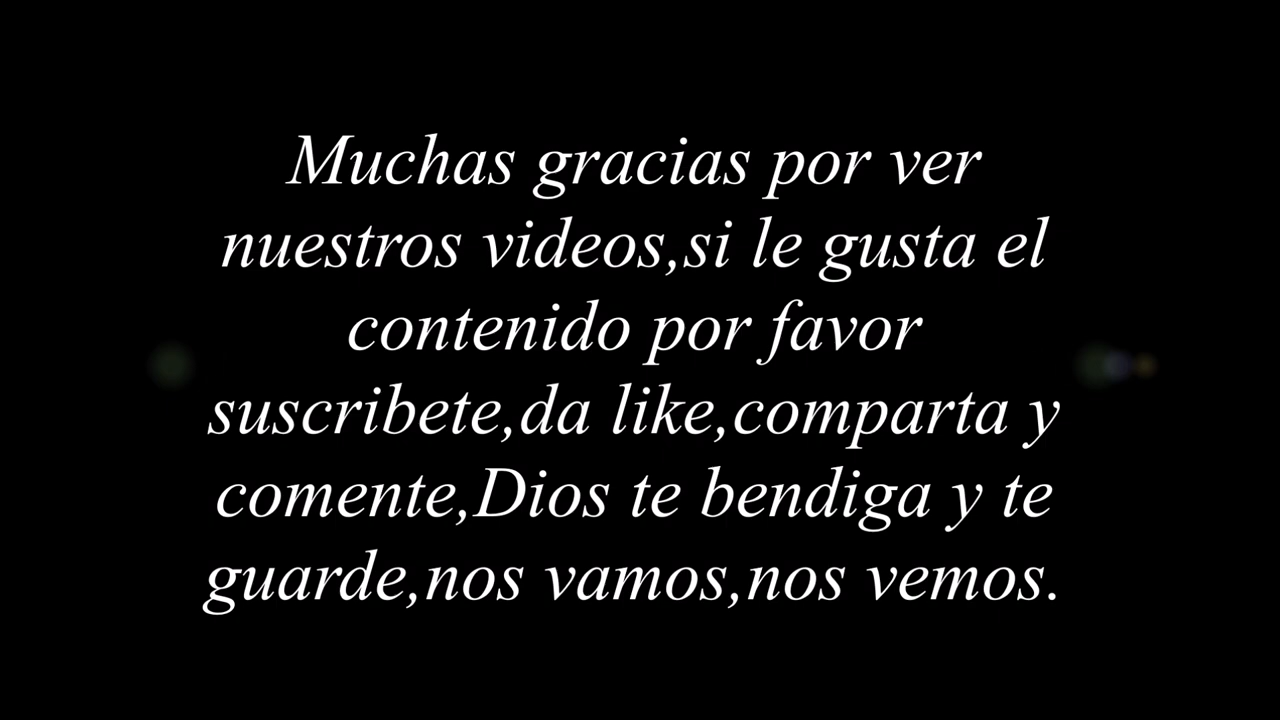 Muchas gracias por ver
nuestros videos,si le gusta el
contenido por favor
suscribete,da like,comparta y
comente,Dios te bendiga y te
guarde,nos vamos,nos vemos.